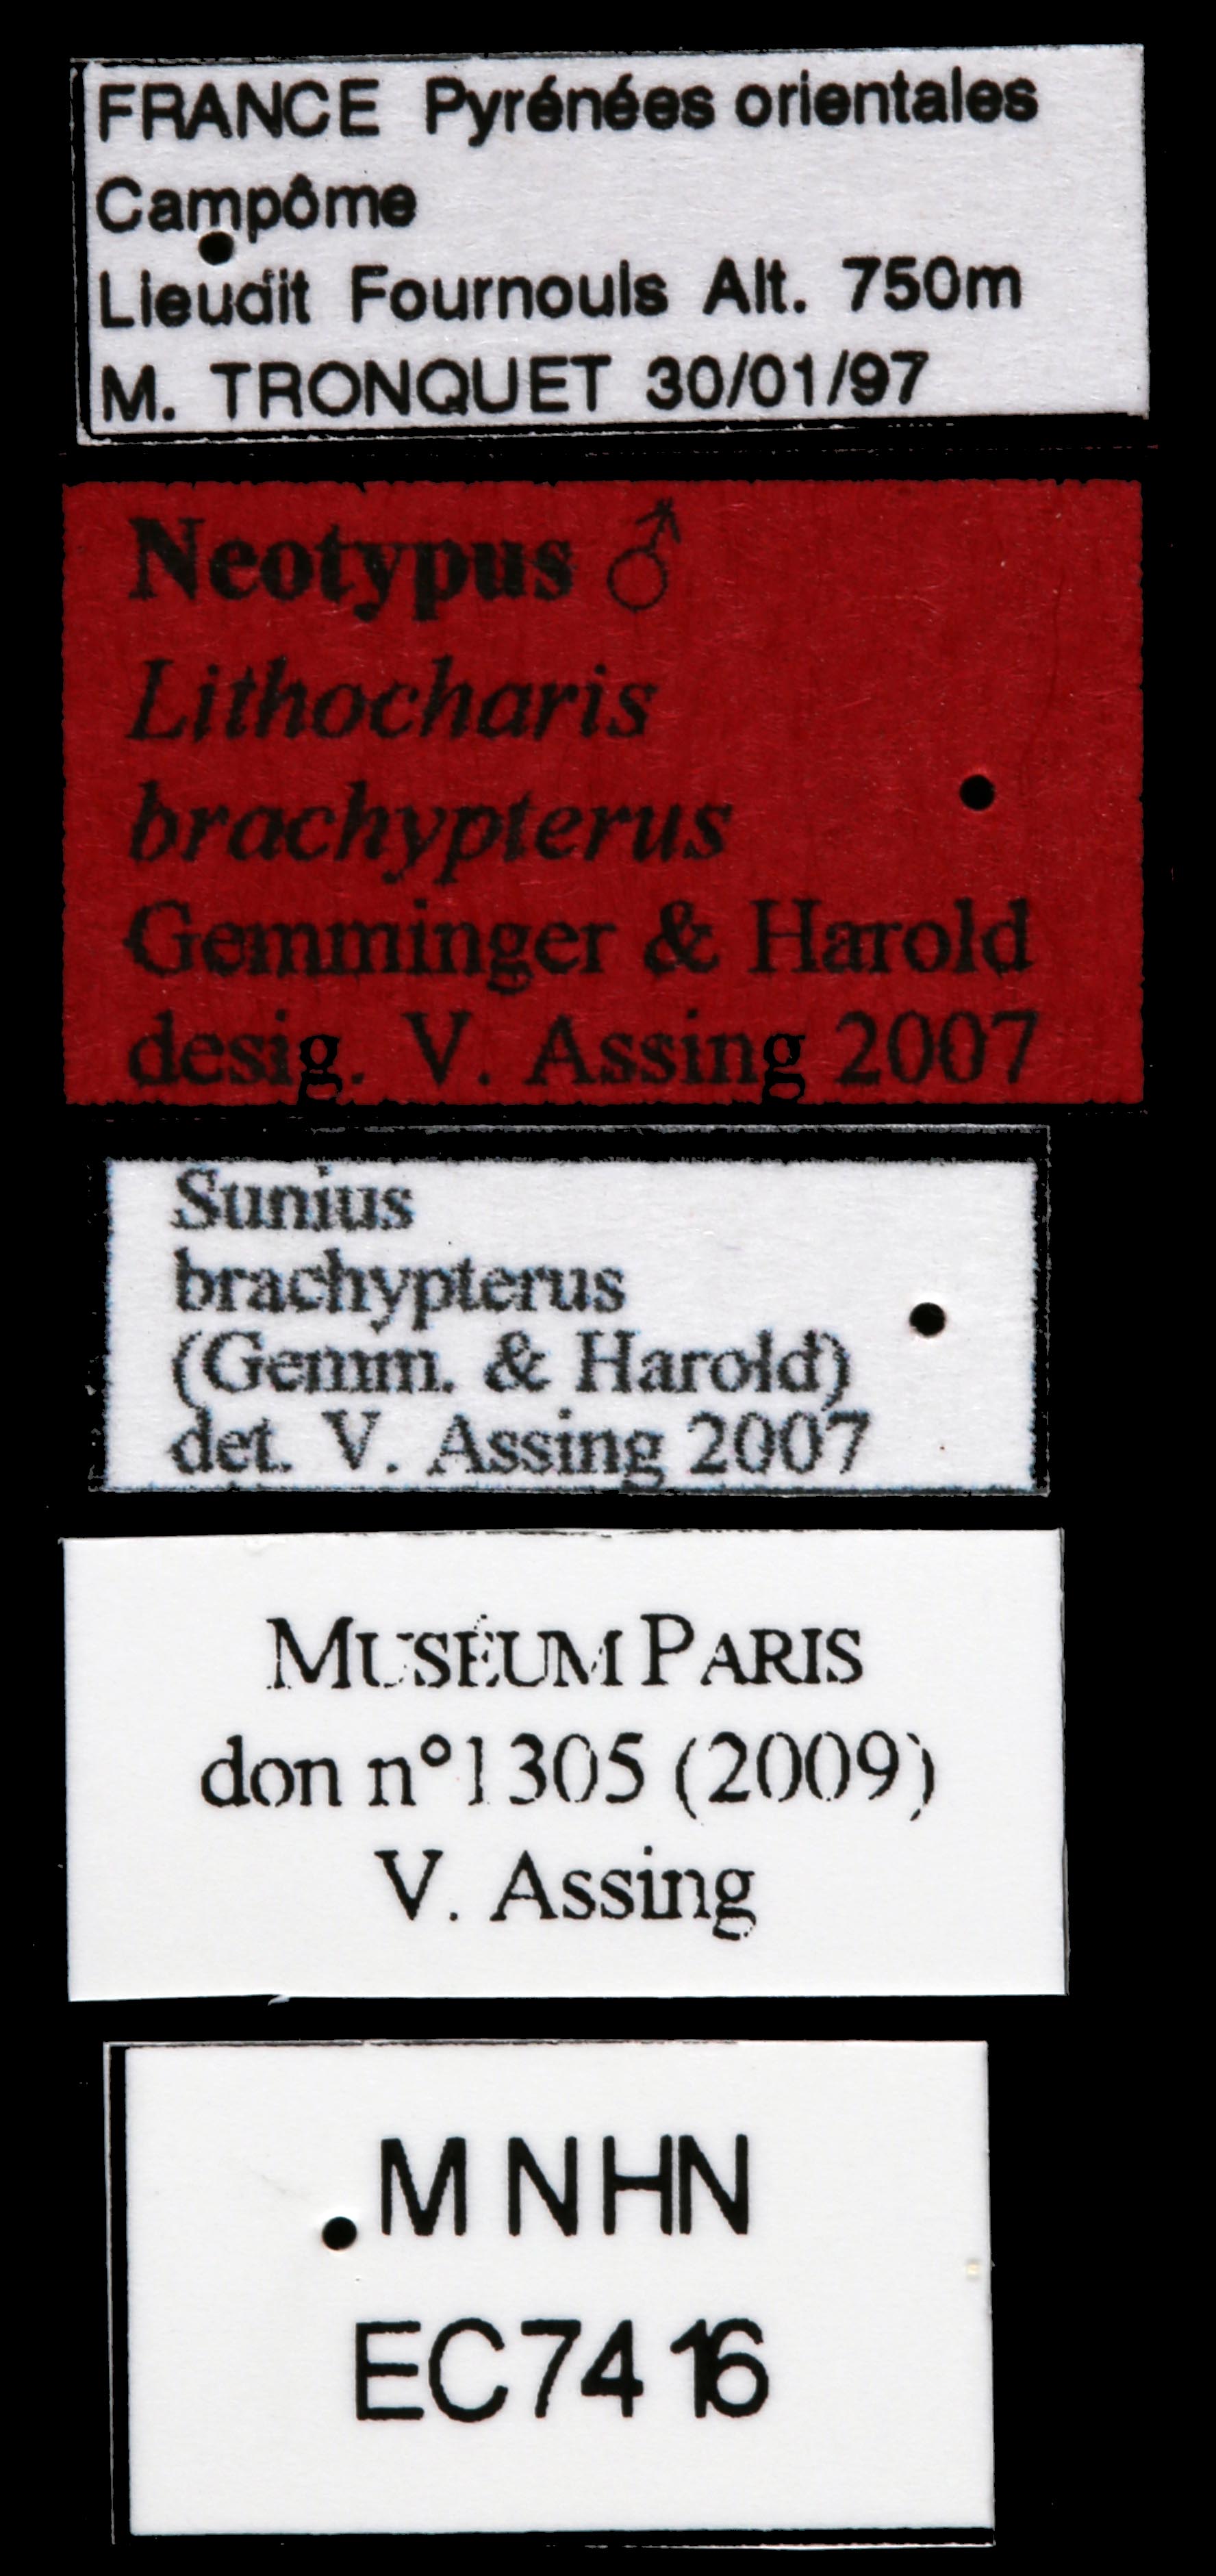 FRANCE Pyrénées orientales
Campôme
Lieudit Fournouls Alt. 750m
M. TRONQUET 30/01/97
Neotypus ♂
Lithocharis
brachypterus
Gemminger & Harold
desig. V. Assing 2007
Sunius
brachypterus
(Gemm. & Harold)
det. V. Assing 2007
MUSÉUM PARIS
don n°1305 (2009)
V. Assing
MNHN
EC7416